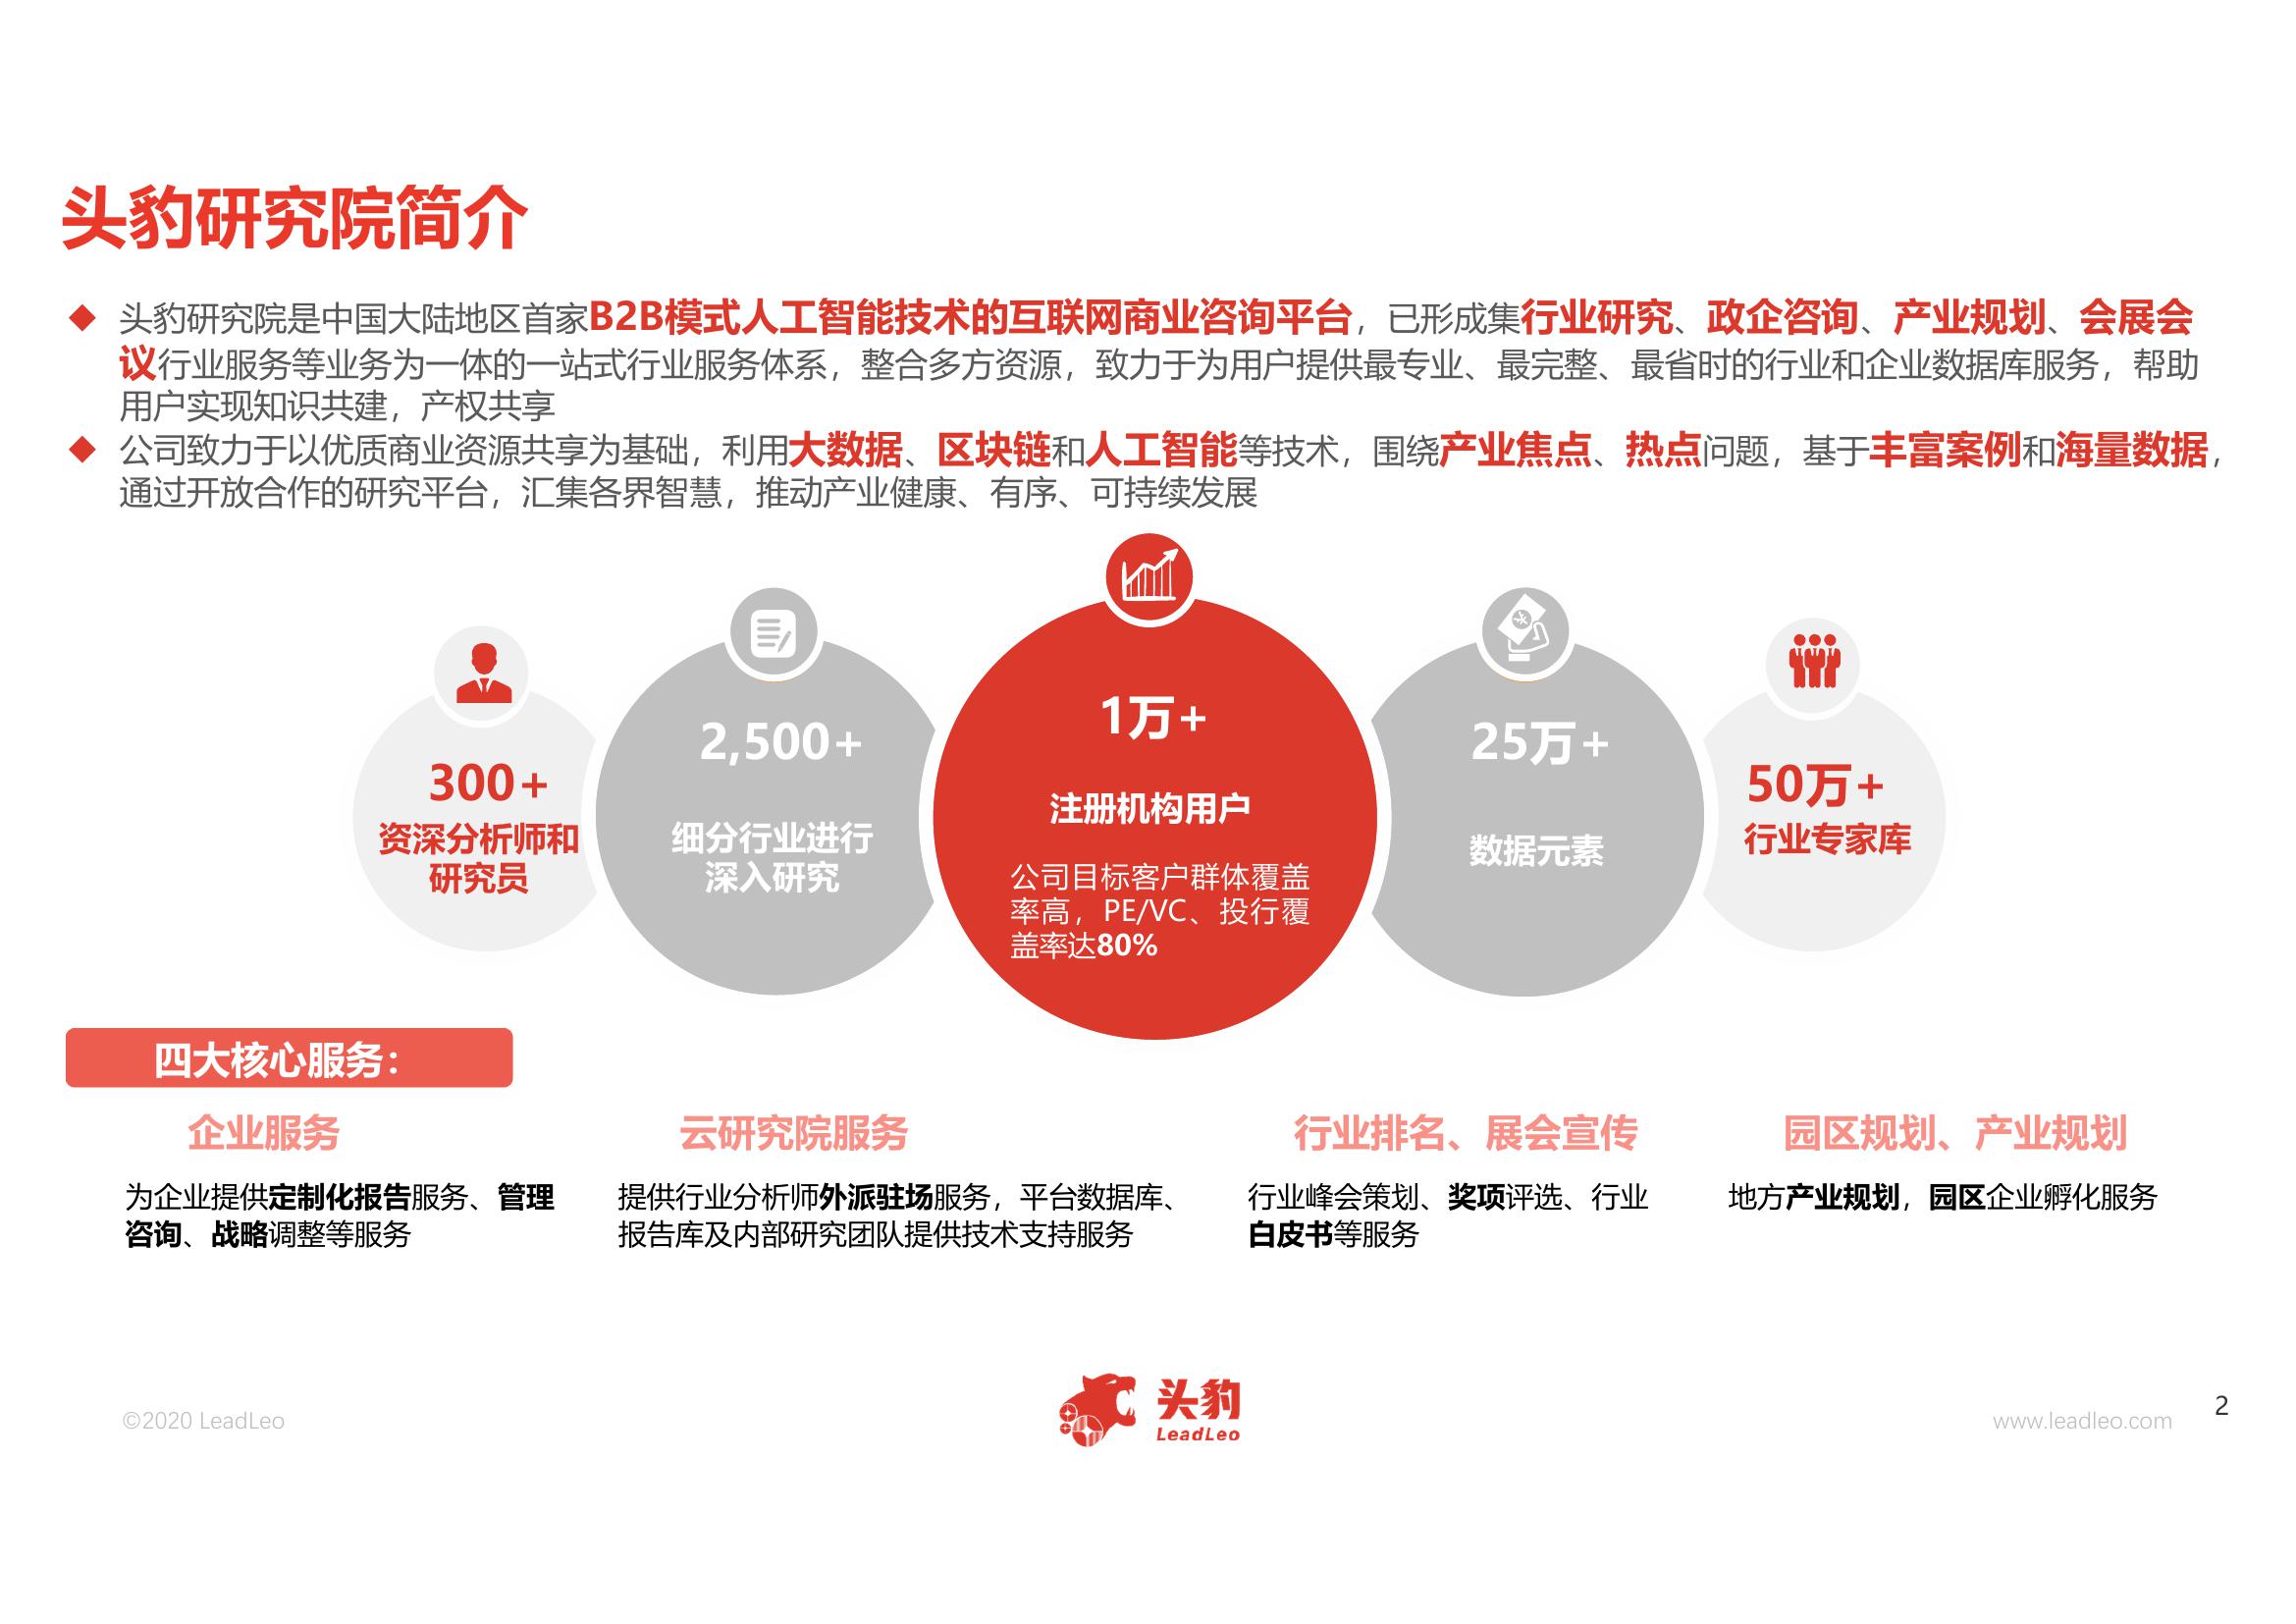 头豹研究院简介
头豹研究院是中国大陆地区首家B2B模式人工智能技术的互联网商业咨询平台，已形成集行业研究、政企咨询、产业规划、会展会
议行业服务等业务为一体的一站式行业服务体系，整合多方资源，致力于为用户提供最专业、最完整、最省时的行业和企业数据库服务，帮助
用户实现知识共建，产权共享
公司致力于以优质商业资源共享为基础，利用大数据、区块链和人工智能等技术，围绕产业焦点、热点问题，基于丰富案例和海量数据，
通过开放合作的研究平台，汇集各界智慧，推动产业健康、有序、可持续发展
300+
资深分析师和
研究员
2,500+
细分行业进行
深入研究
1万+
注册机构用户
公司目标客户群体覆盖
率高，PE/VC、投行覆
盖率达80%
25万+
数据元素
50万+
行业专家库
四大核心服务：
企业服务
为企业提供定制化报告服务、管理
咨询、战略调整等服务
云研究院服务
提供行业分析师外派驻场服务，平台数据库、
报告库及内部研究团队提供技术支持服务
行业排名、展会宣传
行业峰会策划、奖项评选、行业
白皮书等服务
园区规划、产业规划
地方产业规划，园区企业孵化服务
©2020 LeadLeo
头豹
LeadLeo
www.leadleo.com
2